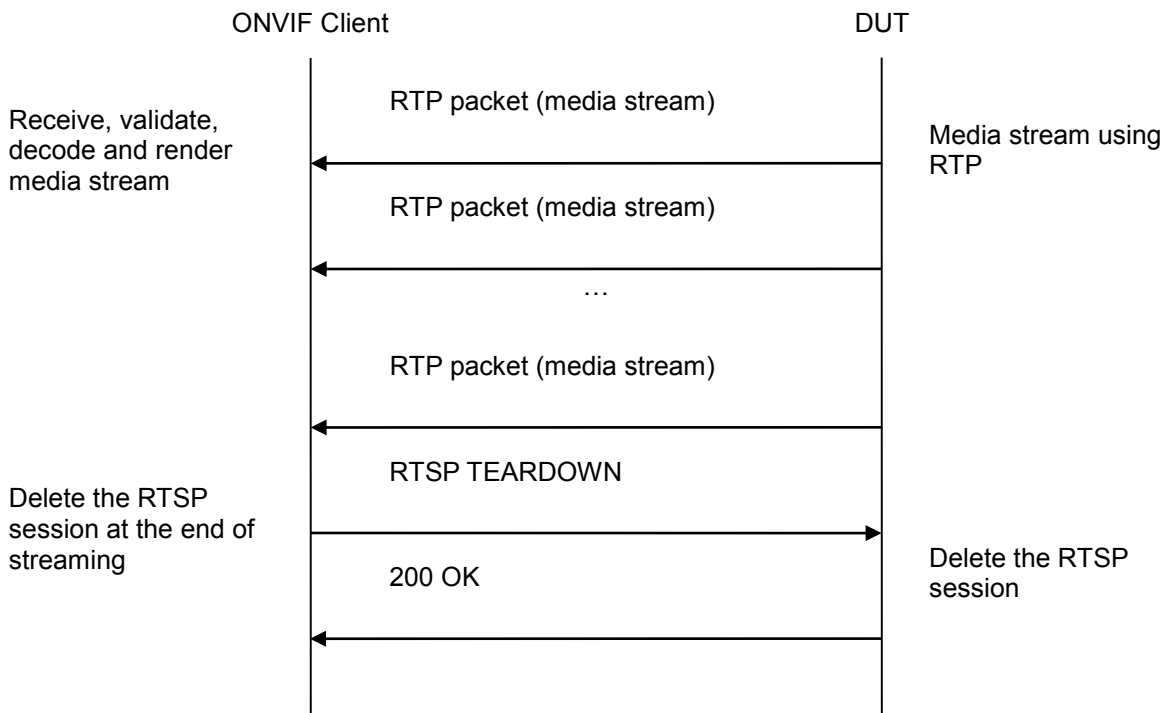 ONVIF Client
DUT
RTP packet (media stream)
Receive, validate,
decode and render
media stream
Media stream using
RTP
RTP packet (media stream)
…
RTP packet (media stream)
RTSP TEARDOWN
Delete the RTSP
session at the end of
streaming
Delete the RTSP
session
200 OK